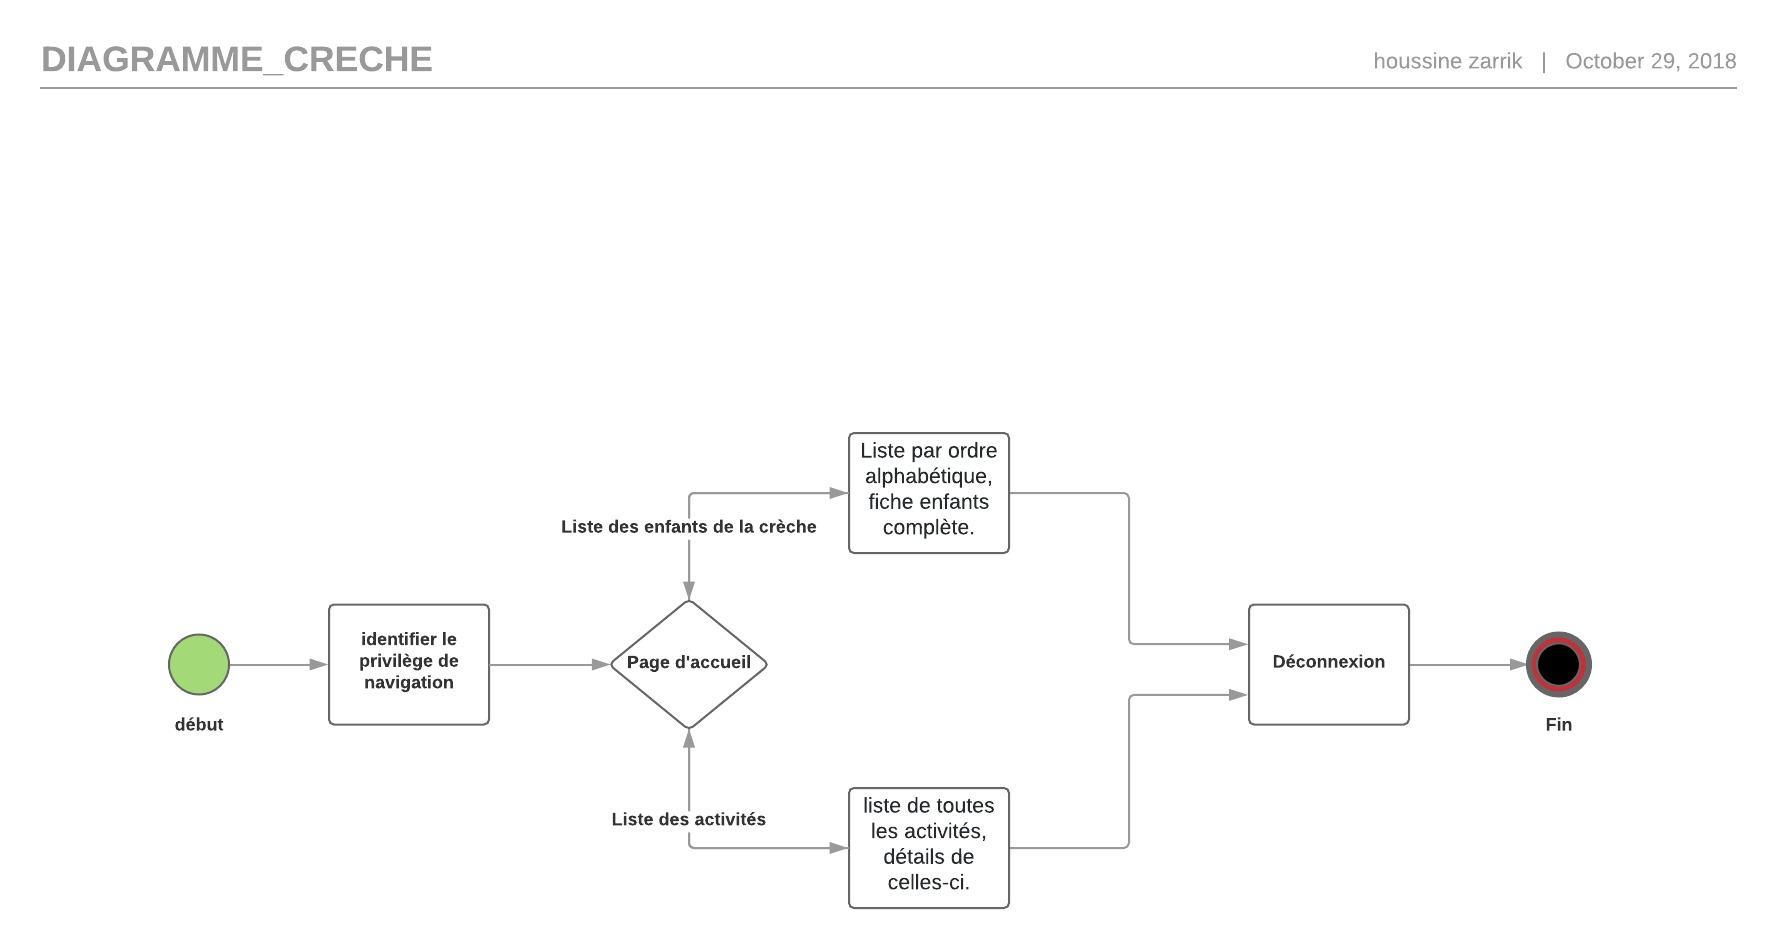 DIAGRAMME_CRECHE
houssine zarrik | October 29, 2018
Liste par ordre
alphabétique,
fiche enfants
complète.
Liste des enfants de la crèche
identifier le
privilège de
navigation
Page d'accueil
Déconnexion
début
Fin
Liste des activités
liste de toutes
les activités,
détails de
celles-ci.